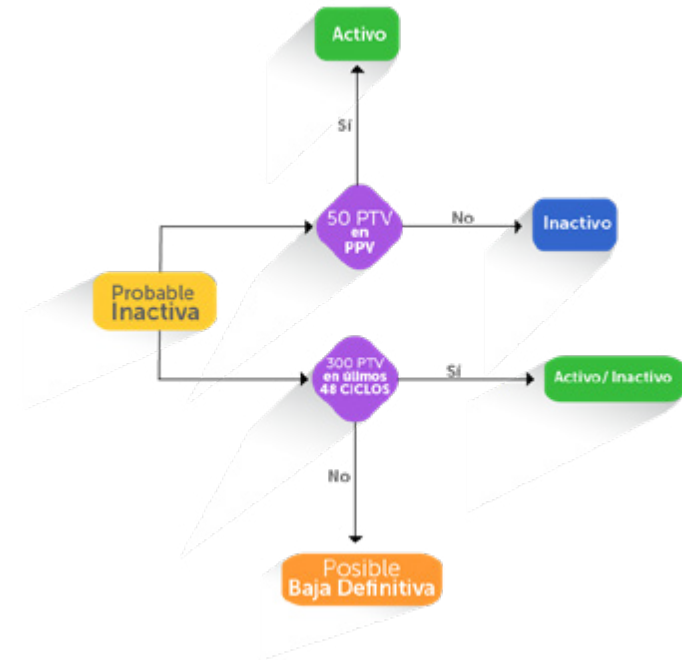 Activo
Sí
50 PTV
en
PPV
No
Inactivo
Probable
Inactiva
300 PTV
en úlimos
48 CICLOS
Sí
Activo/ Inactivo
No
Posible
Baja Definitiva